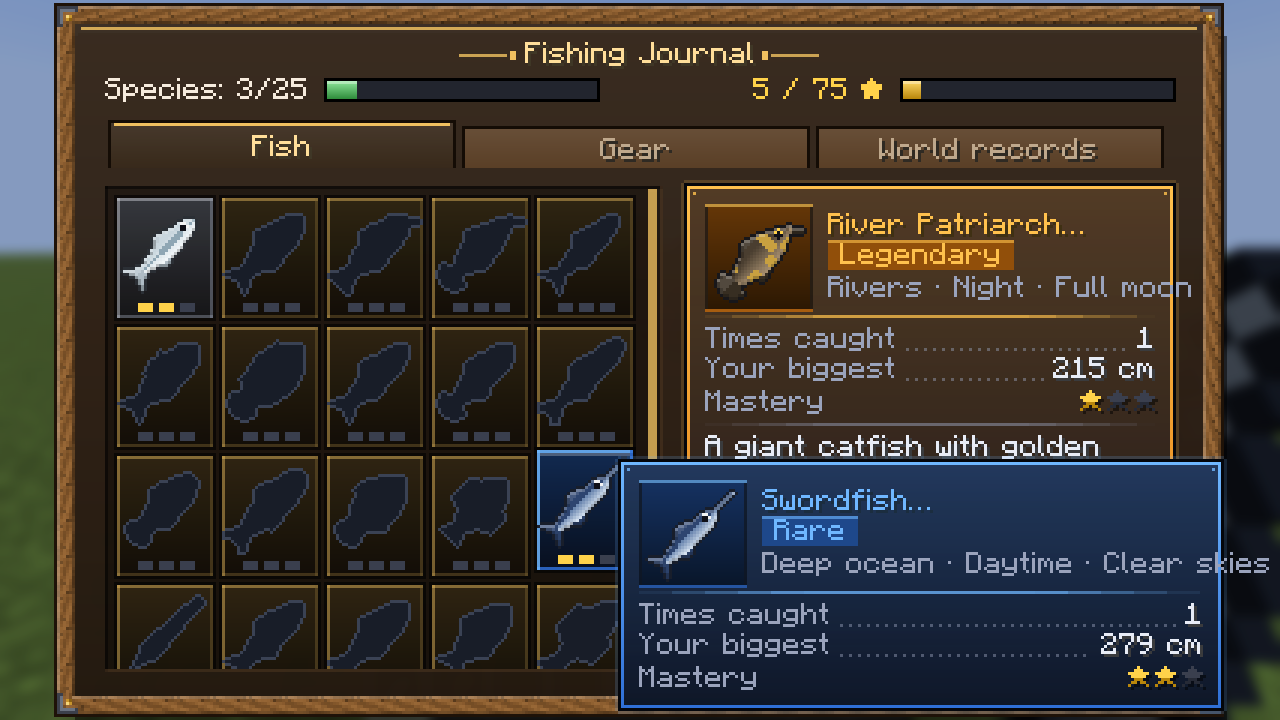 Fishing Journal
Species: 3/25
5 / 75
Fish
Gear
World records
River Patriarch...
Legendary
Rivers · Night · Full moon
Times caught 1
Your biggest 215 cm
Mastery
A giant catfish with golden
Swordfish...
Rare
Deep ocean · Daytime · Clear skies
Times caught 1
Your biggest 279 cm
Mastery